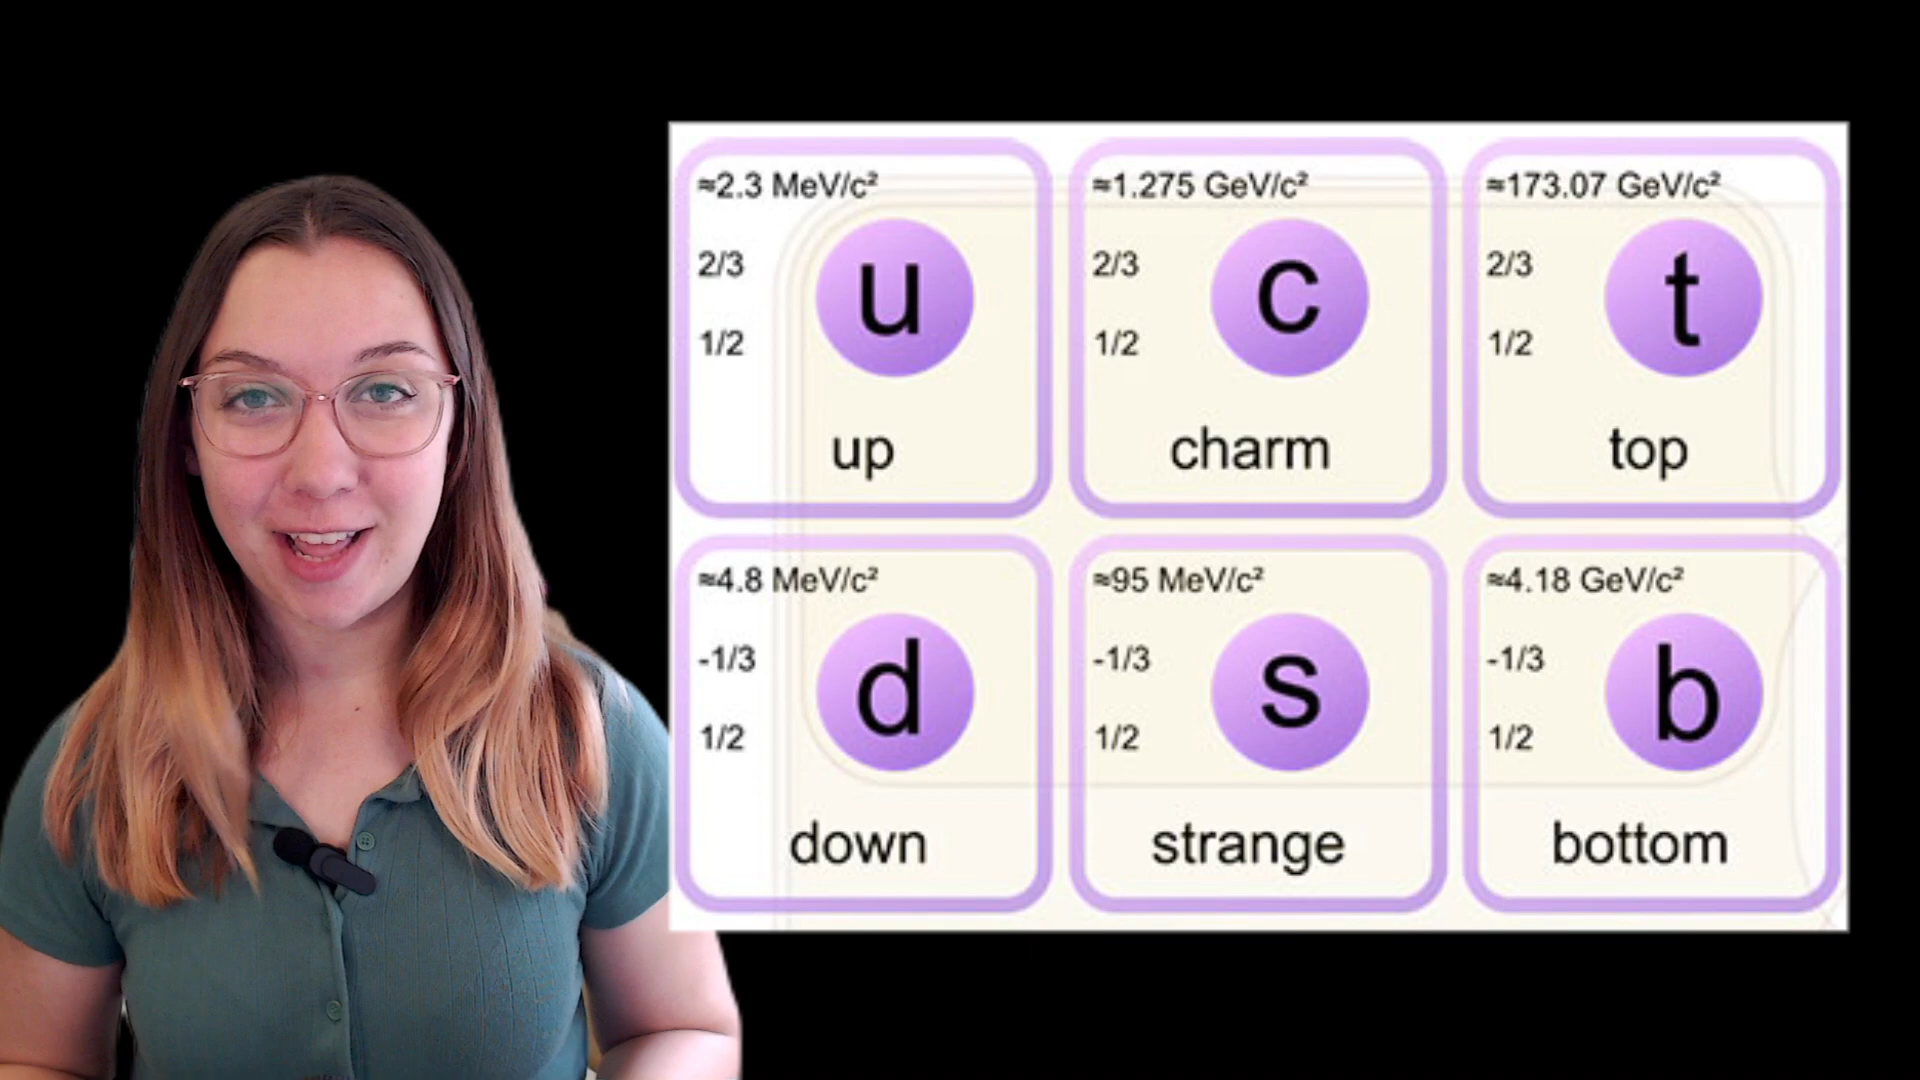 ≈2.3 MeV/c²
2/3
1/2
u
up
≈1.275 GeV/c²
2/3
1/2
c
charm
≈173.07 GeV/c²
2/3
1/2
t
top
≈4.8 MeV/c²
-1/3
1/2
d
down
≈95 MeV/c²
-1/3
1/2
s
strange
≈4.18 GeV/c²
-1/3
1/2
b
bottom